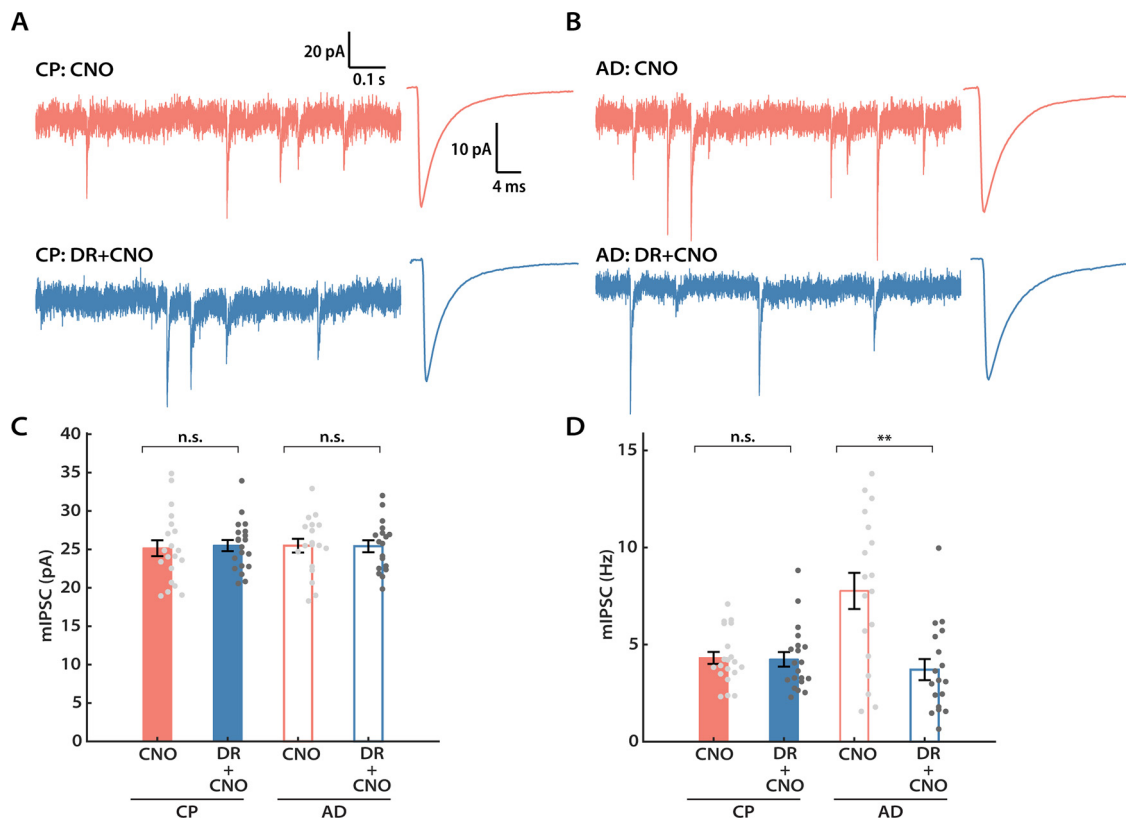 A
CP: CNO
20 pA
0.1 s
10 pA
4 ms
CP: DR+CNO
B
AD: CNO
AD: DR+CNO
C
mIPSC (pA)
40
35
30
25
20
15
10
5
0
n.s.
n.s.
CNO
DR
+
CNO
CNO
DR
+
CNO
CP
AD
D
mIPSC (Hz)
15
10
5
0
n.s.
**
CNO
DR
+
CNO
CNO
DR
+
CNO
CP
AD